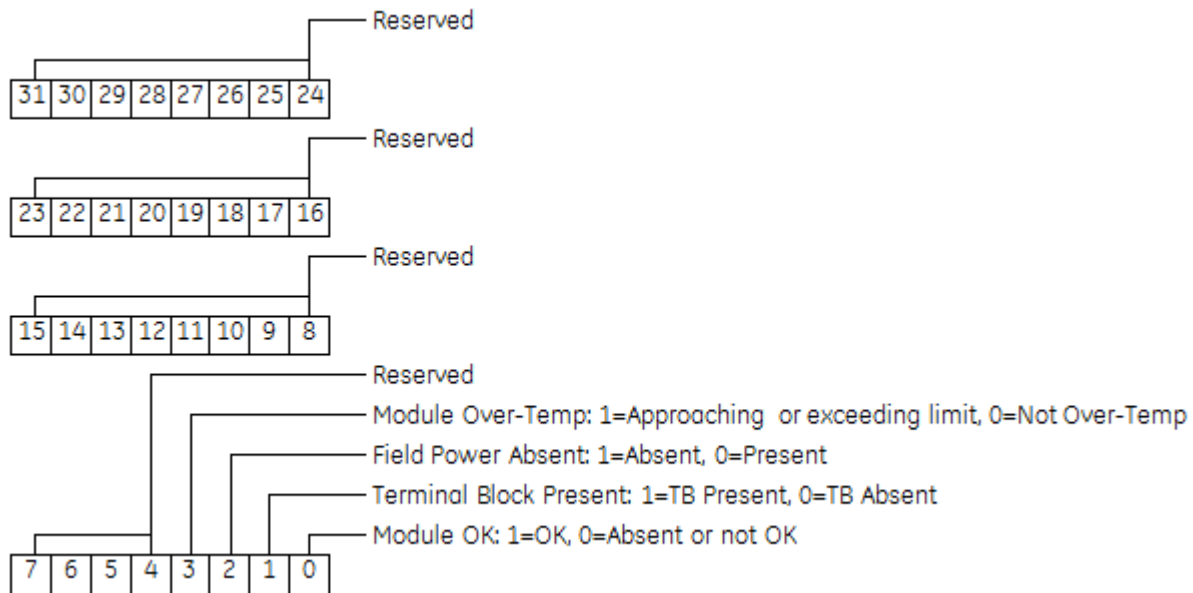 Reserved
31 30 29 28 27 26 25 24
Reserved
23 22 21 20 19 18 17 16
Reserved
15 14 13 12 11 10 9 8
Reserved
Module Over-Temp: 1=Approaching or exceeding limit, 0=Not Over-Temp
Field Power Absent: 1=Absent, 0=Present
Terminal Block Present: 1=TB Present, 0=TB Absent
Module OK: 1=OK, 0=Absent or not OK
7 6 5 4 3 2 1 0